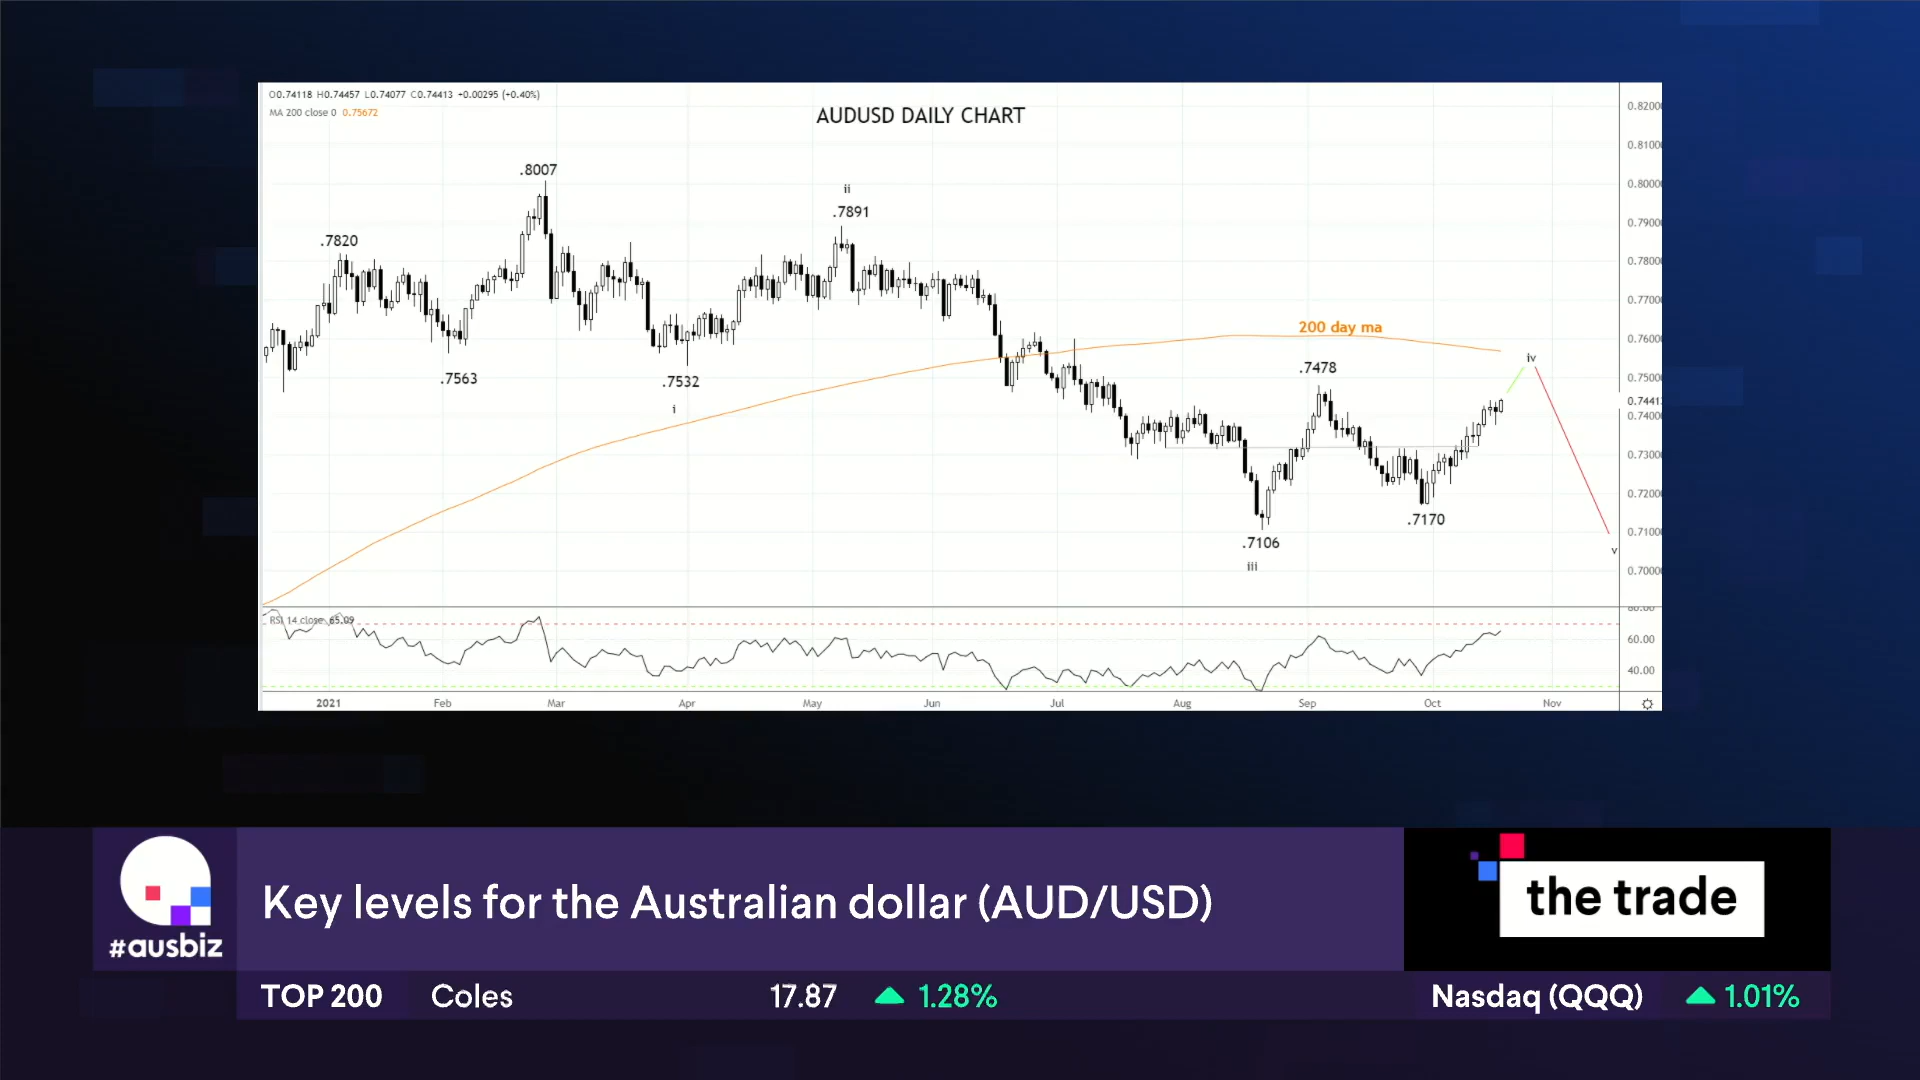 O0.74118 H0.74457 L0.74077 C0.74413 +0.00295 (+0.40%)
MA 200 close 0 0.75672
AUDUSD DAILY CHART
0.8200
0.8100
0.8000
0.7900
0.7800
0.7700
0.7600
0.7500
0.7441
0.7400
0.7300
0.7200
0.7100
0.7000
.8007
ii
.7891
.7820
200 day ma
iv
.7478
.7563
.7532
i
.7170
.7106
v
iii
80.00
RSI 14 close 65.09
60.00
40.00
2021 Feb Mar Apr May Jun Jul Aug Sep Oct Nov
#ausbiz
Key levels for the Australian dollar (AUD/USD)
the trade
TOP 200 Coles 17.87 1.28% Nasdaq (QQQ) 1.01%